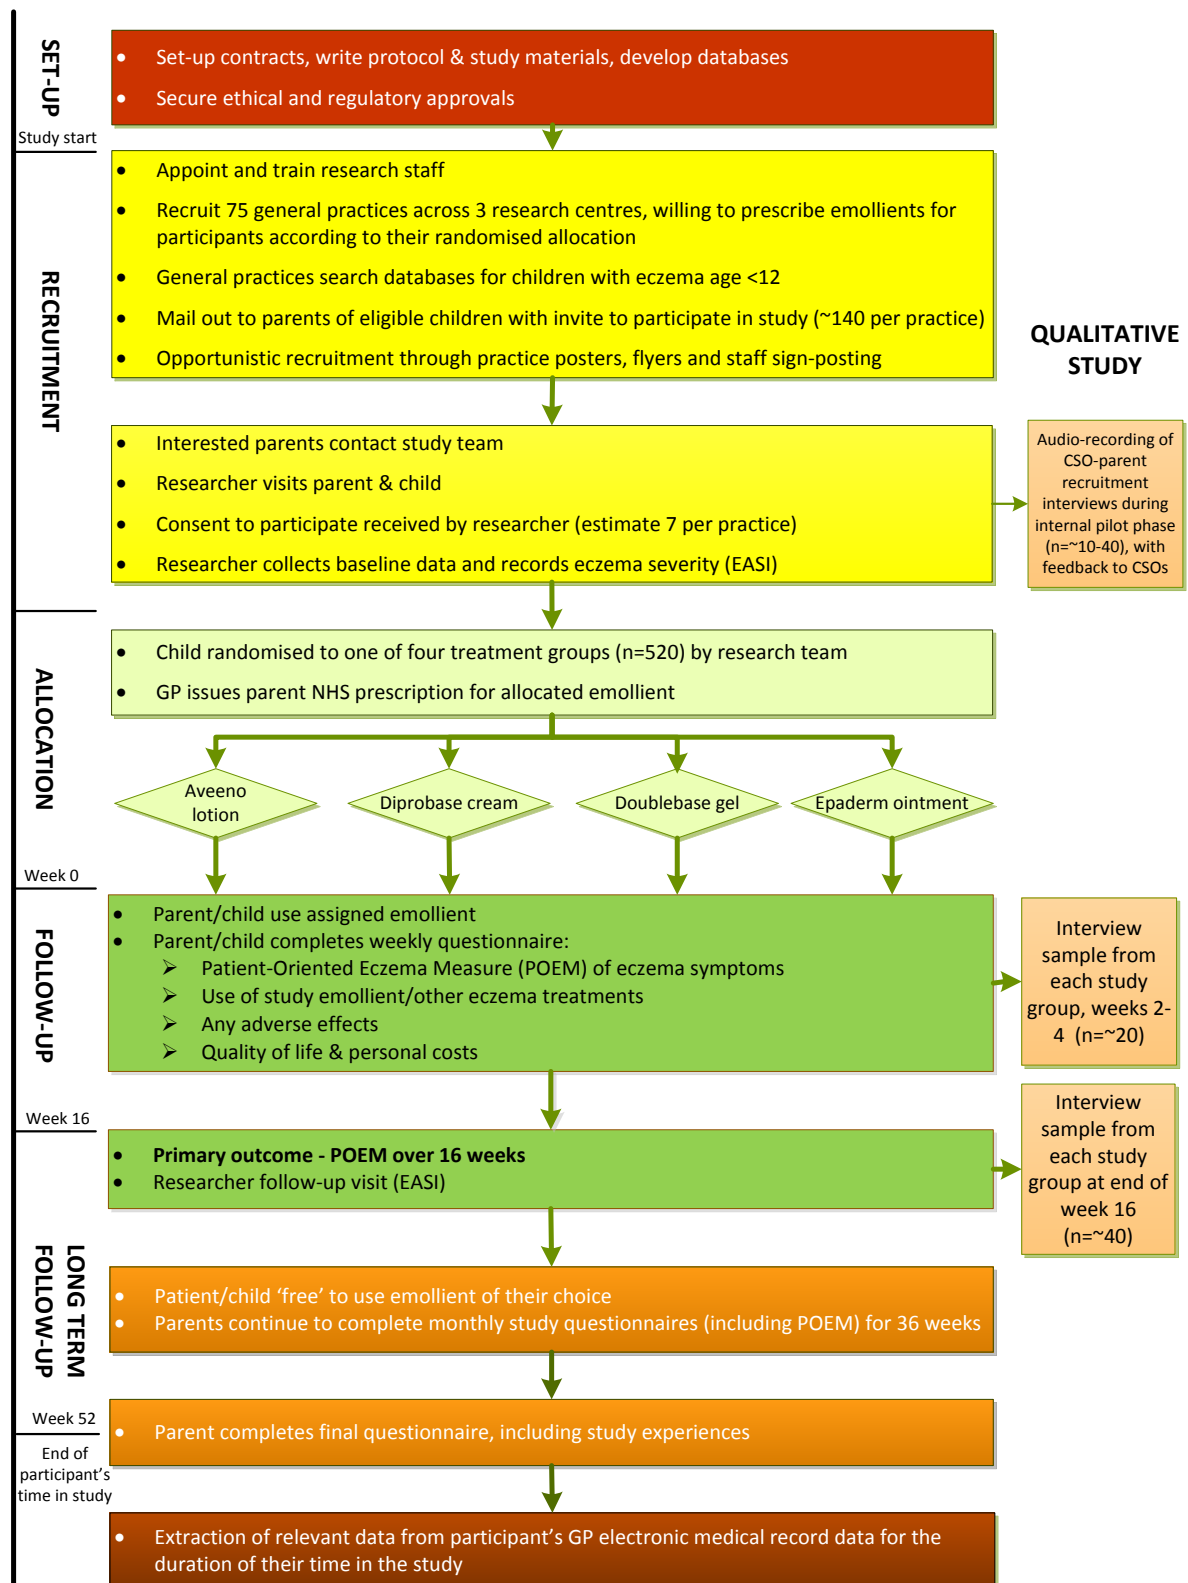 SET-UP
• Set-up contracts, write protocol & study materials, develop databases
• Secure ethical and regulatory approvals
Study start
RECRUITMENT
• Appoint and train research staff
• Recruit 75 general practices across 3 research centres, willing to prescribe emollients for
participants according to their randomised allocation
• General practices search databases for children with eczema age <12
• Mail out to parents of eligible children with invite to participate in study (~140 per practice)
• Opportunistic recruitment through practice posters, flyers and staff sign-posting
QUALITATIVE
STUDY
• Interested parents contact study team
• Researcher visits parent & child
• Consent to participate received by researcher (estimate 7 per practice)
• Researcher collects baseline data and records eczema severity (EASI)
Audio-recording of
CSO-parent
recruitment
interviews during
internal pilot phase
(n=~10-40), with
feedback to CSOs
ALLOCATION
• Child randomised to one of four treatment groups (n=520) by research team
• GP issues parent NHS prescription for allocated emollient
Aveeno
lotion
Diprobase cream
Doublebase gel
Epaderm ointment
Week 0
FOLLOW-UP
• Parent/child use assigned emollient
• Parent/child completes weekly questionnaire:
➢ Patient-Oriented Eczema Measure (POEM) of eczema symptoms
➢ Use of study emollient/other eczema treatments
➢ Any adverse effects
➢ Quality of life & personal costs
Interview
sample from
each study
group, weeks 2-
4 (n=~20)
Week 16
LONG TERM
FOLLOW-UP
• Primary outcome - POEM over 16 weeks
• Researcher follow-up visit (EASI)
Interview
sample from
each study
group at end of
week 16
(n=~40)
• Patient/child ‘free’ to use emollient of their choice
• Parents continue to complete monthly study questionnaires (including POEM) for 36 weeks
Week 52
• Parent completes final questionnaire, including study experiences
End of
participant’s
time in study
• Extraction of relevant data from participant’s GP electronic medical record data for the
duration of their time in the study